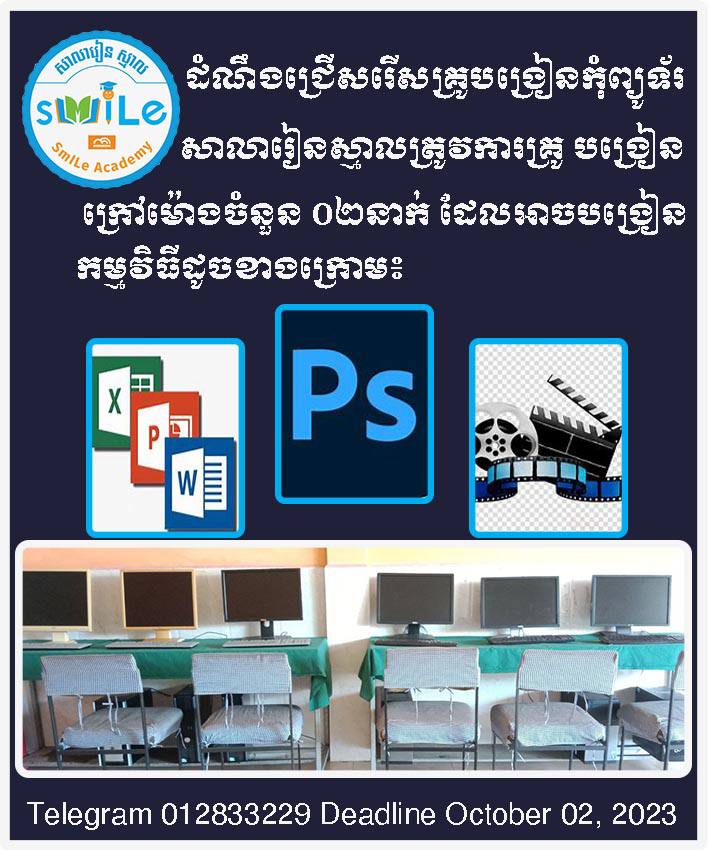 សាលារៀន ស្មាល
SMiLe
SmiLe Academy
ដំណឹងជ្រើសរើសគ្រូបង្រៀនកុំព្យូទ័រ
សាលារៀនស្មាលត្រូវការគ្រូ បង្រៀន
ក្រៅម៉ោងចំនួន ០២នាក់ ដែលអាចបង្រៀន
កម្មវិធីដូចខាងក្រោម៖
X
P
W
Ps
Telegram 012833229 Deadline October 02, 2023